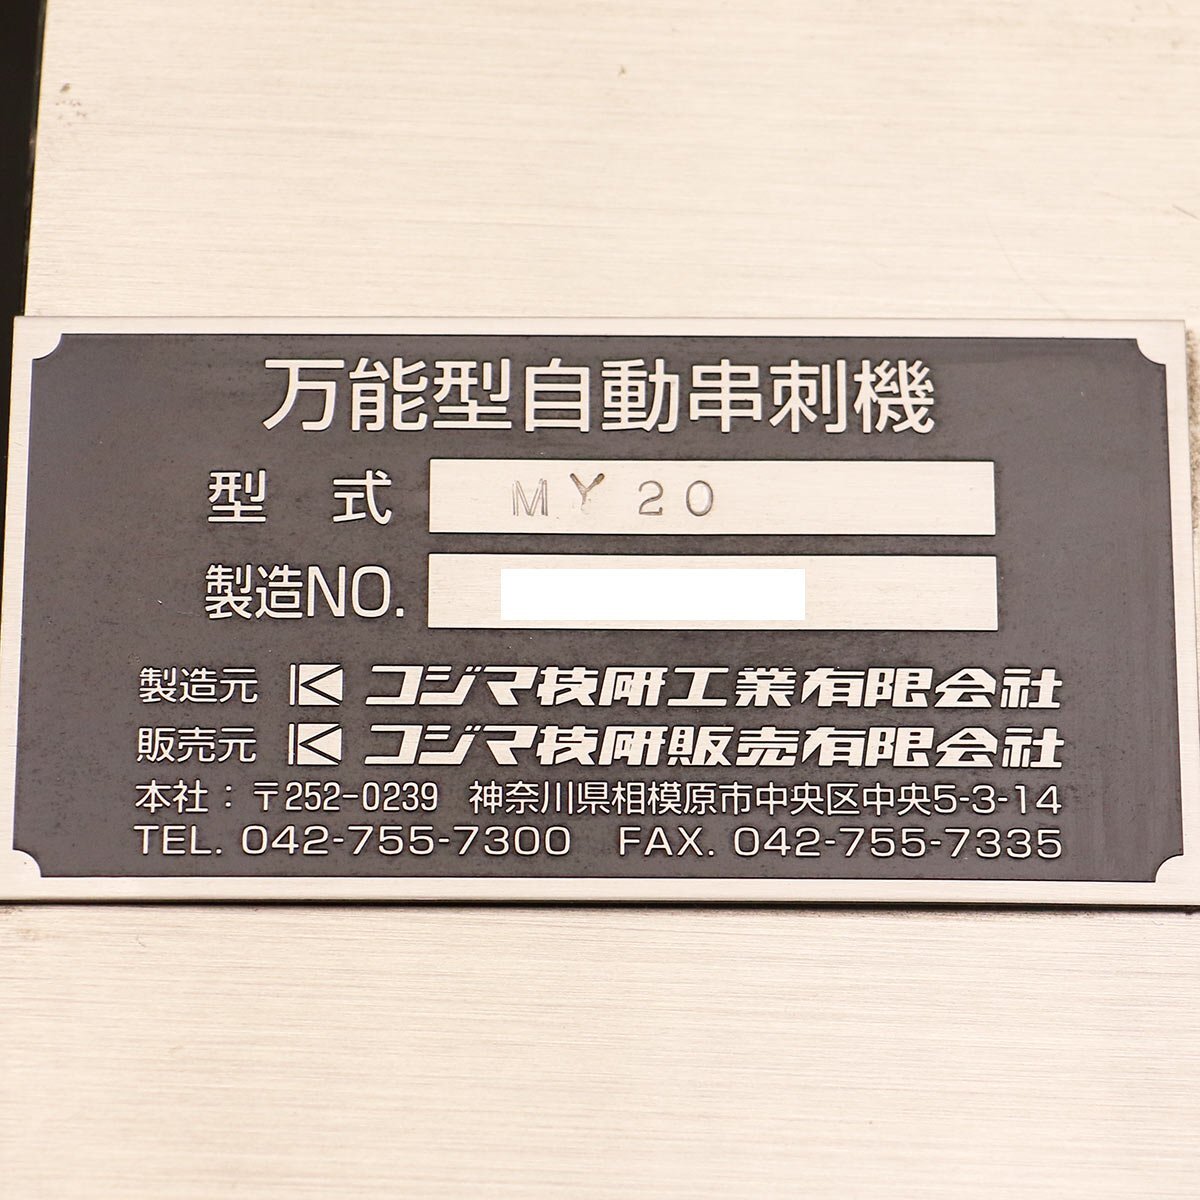 万能型自動串刺機
型 式 MY20
製造NO.
製造元 コジマ技研工業有限会社
販売元 コジマ技研販売有限会社
本社：〒252-0239 神奈川県相模原市中央区中央5-3-14
TEL. 042-755-7300 FAX. 042-755-7335